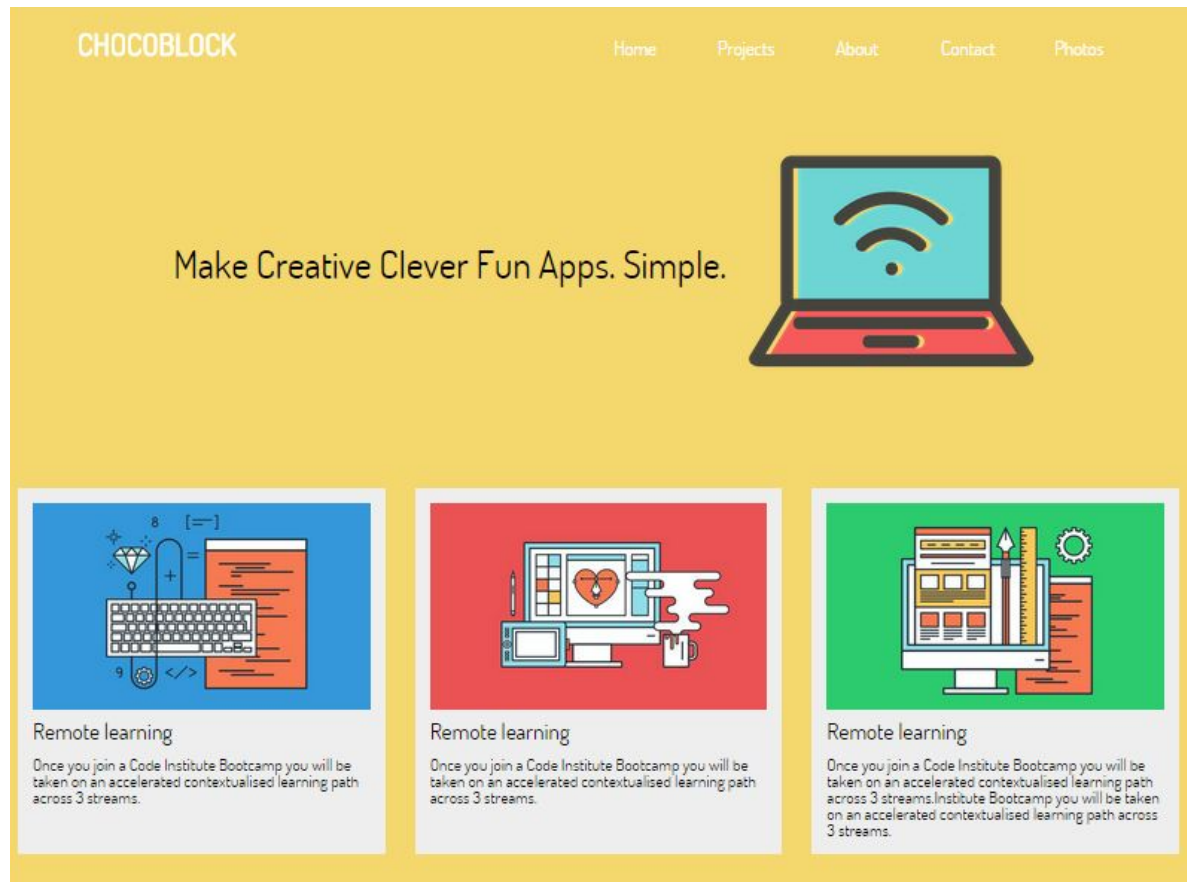 CHOCOBLOCK
Home Projects About Contact Photos
Make Creative Clever Fun Apps. Simple.
8 [=]
+ =
9 </>
Remote learning
Once you join a Code Institute Bootcamp you will be
taken on an accelerated contextualised learning path
across 3 streams.
Remote learning
Once you join a Code Institute Bootcamp you will be
taken on an accelerated contextualised learning path
across 3 streams.
Remote learning
Once you join a Code Institute Bootcamp you will be
taken on an accelerated contextualised learning path
across 3 streams.Institute Bootcamp you will be taken
on an accelerated contextualised learning path across
3 streams.